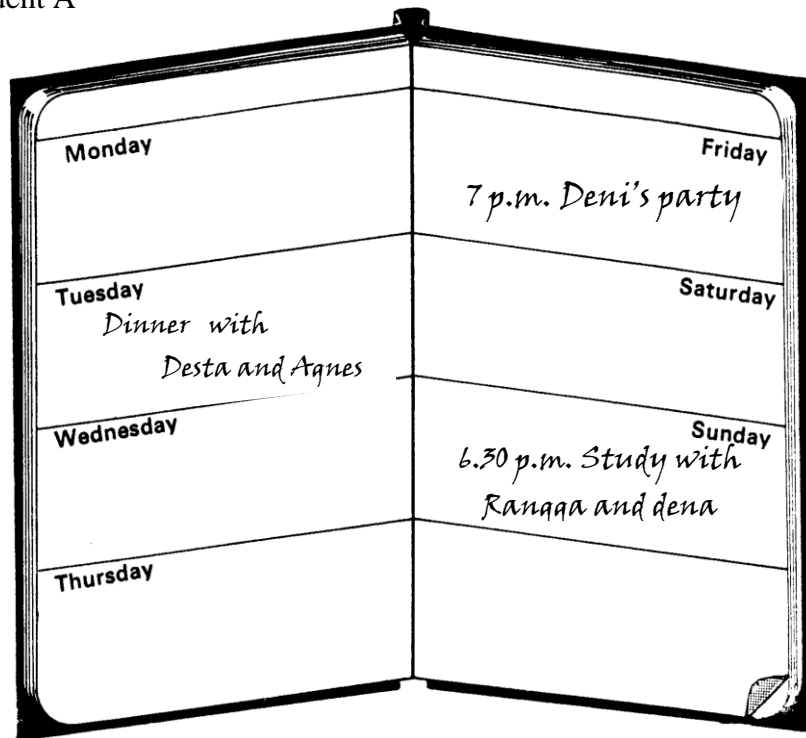 ent A
Monday
Tuesday
Dinner with
Desta and Agnes
Wednesday
Thursday
Friday
7 p.m. Deni's party
Saturday
Sunday
6.30 p.m. Study with
Rangga and dena